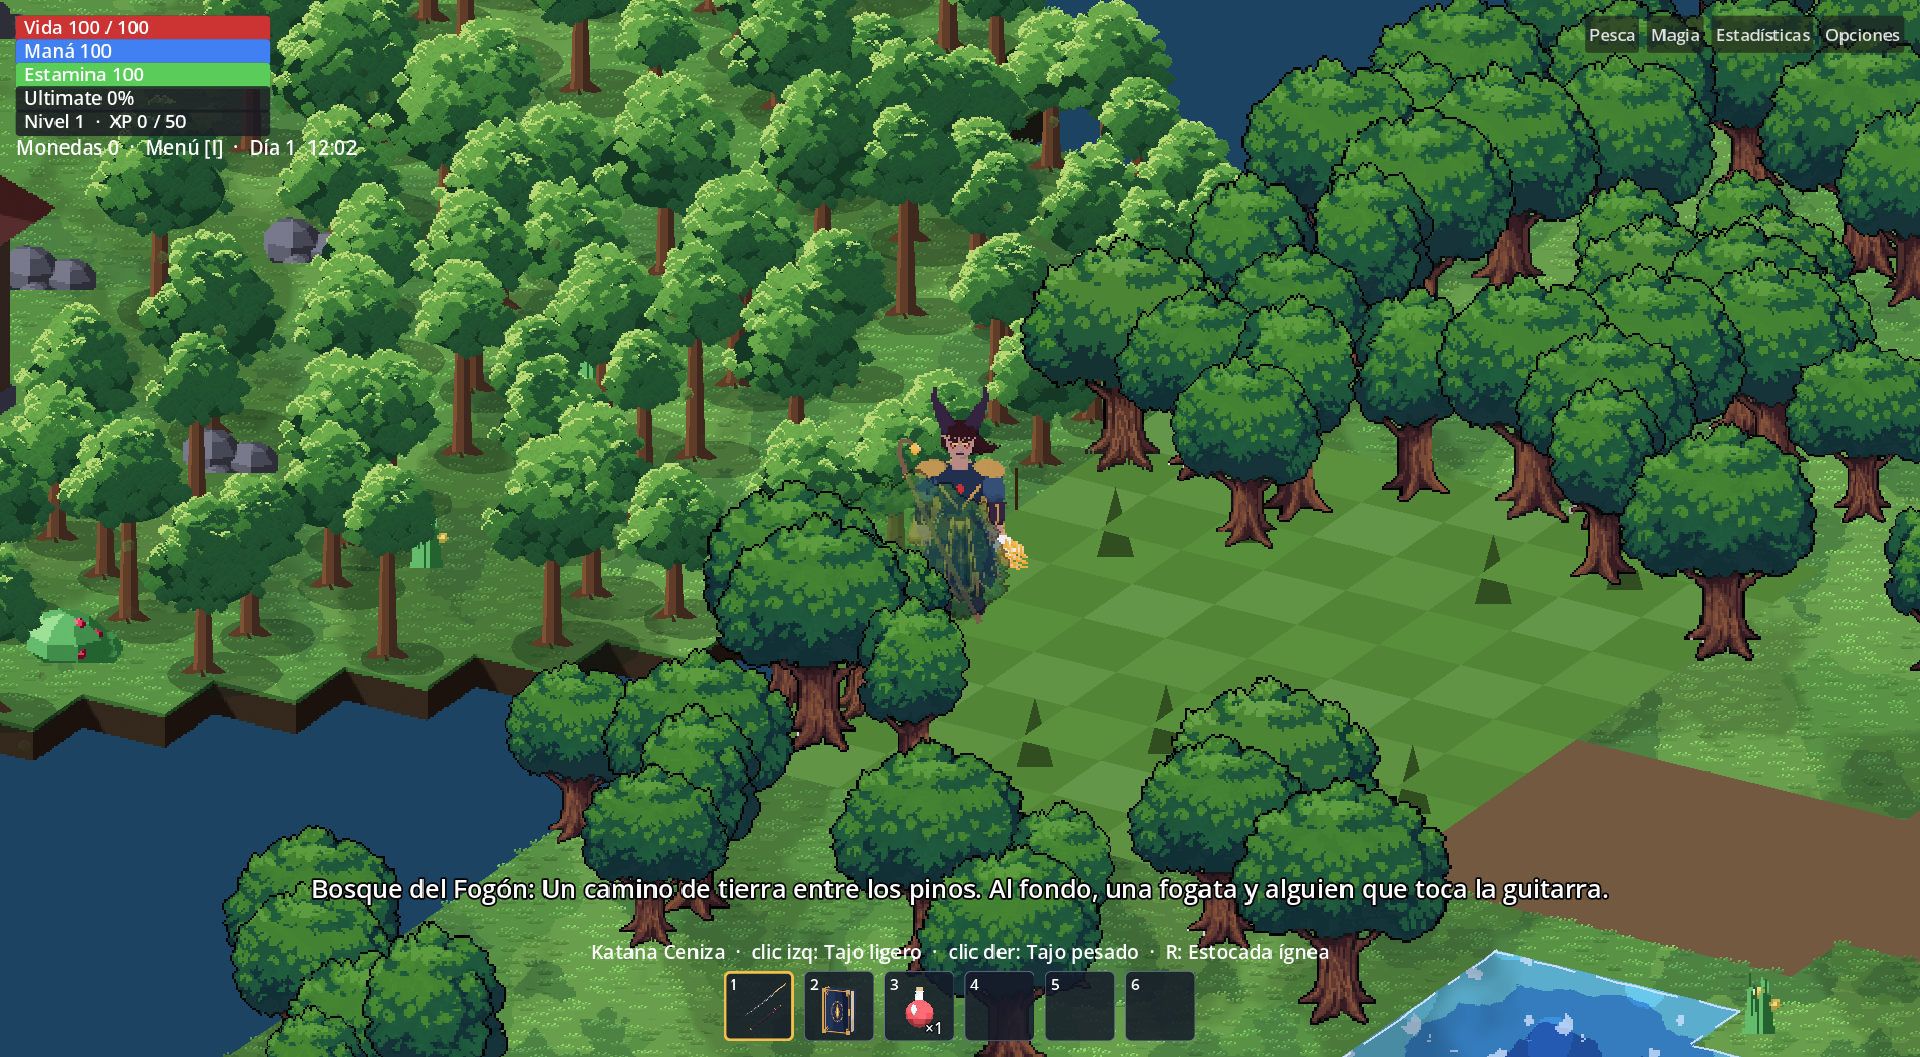 Vida 100 / 100
Maná 100
Estamina 100
Ultimate 0%
Nivel 1 · XP 0 / 50
Monedas 0 · Menú [I] · Día 1 12:02
Pesca Magia Estadísticas Opciones
Bosque del Fogón: Un camino de tierra entre los pinos. Al fondo, una fogata y alguien que toca la guitarra.
Katana Ceniza · clic izq: Tajo ligero · clic der: Tajo pesado · R: Estocada ígnea
1 2 3 4 5 6
×1